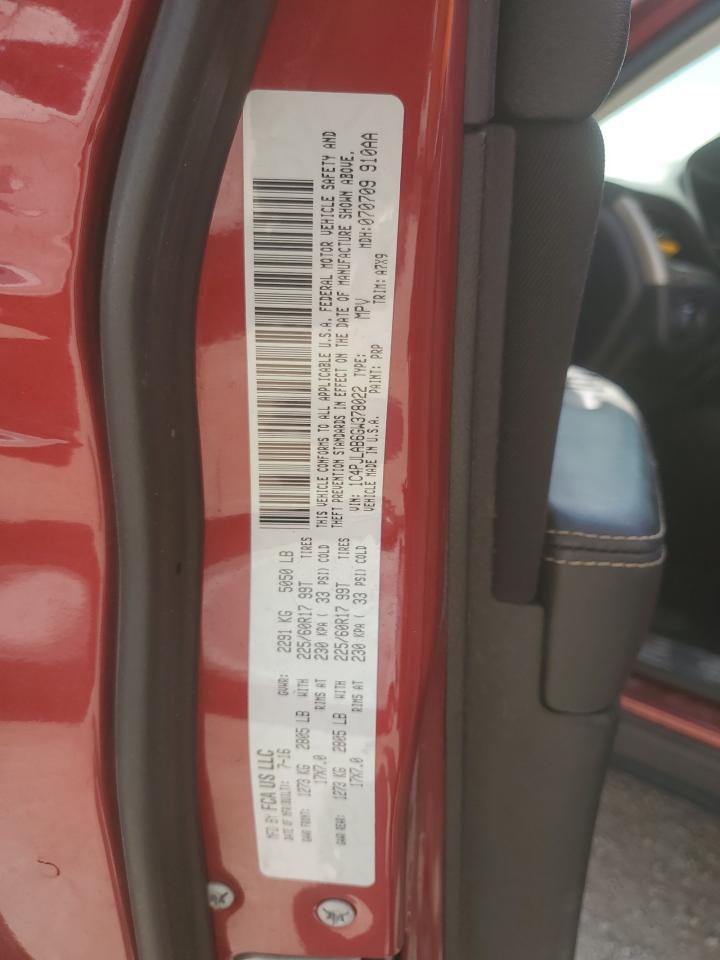 MFD BY FCA US LLC
DATE OF MFR(BUILT): 7-16 GVWR: 2291 KG 5050 LB
GAWR FRONT: 1273 KG 2805 LB WITH 225/60R17 99T TIRES
17X7.0 RIMS AT 230 KPA ( 33 PSI) COLD
GAWR REAR: 1273 KG 2805 LB WITH 225/60R17 99T TIRES
17X7.0 RIMS AT 230 KPA ( 33 PSI) COLD
THIS VEHICLE CONFORMS TO ALL APPLICABLE U.S.A. FEDERAL MOTOR VEHICLE SAFETY AND
THEFT PREVENTION STANDARDS IN EFFECT ON THE DATE OF MANUFACTURE SHOWN ABOVE.
VIN: 1C4PJLAB6GW378022 TYPE: MPV MDH:070709 910AA
VEHICLE MADE IN U.S.A. PAINT: PRP TRIM: A7X9